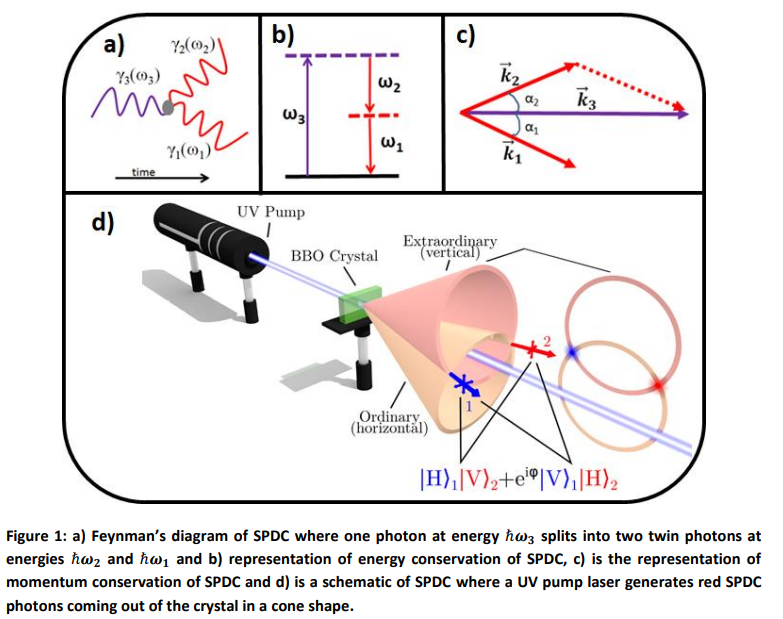 a)
γ₂(ω₂)
γ₃(ω₃)
γ₁(ω₁)
time
b)
ω₂
ω₃
ω₁
c)
k⃗₂
α₂
k⃗₃
α₁
k⃗₁
d)
UV Pump
BBO Crystal
Extraordinary
(vertical)
2
1
Ordinary
(horizontal)
|H⟩₁|V⟩₂+eⁱᵠ|V⟩₁|H⟩₂
Figure 1: a) Feynman’s diagram of SPDC where one photon at energy ℏω₃ splits into two twin photons at
energies ℏω₂ and ℏω₁ and b) representation of energy conservation of SPDC, c) is the representation of
momentum conservation of SPDC and d) is a schematic of SPDC where a UV pump laser generates red SPDC
photons coming out of the crystal in a cone shape.